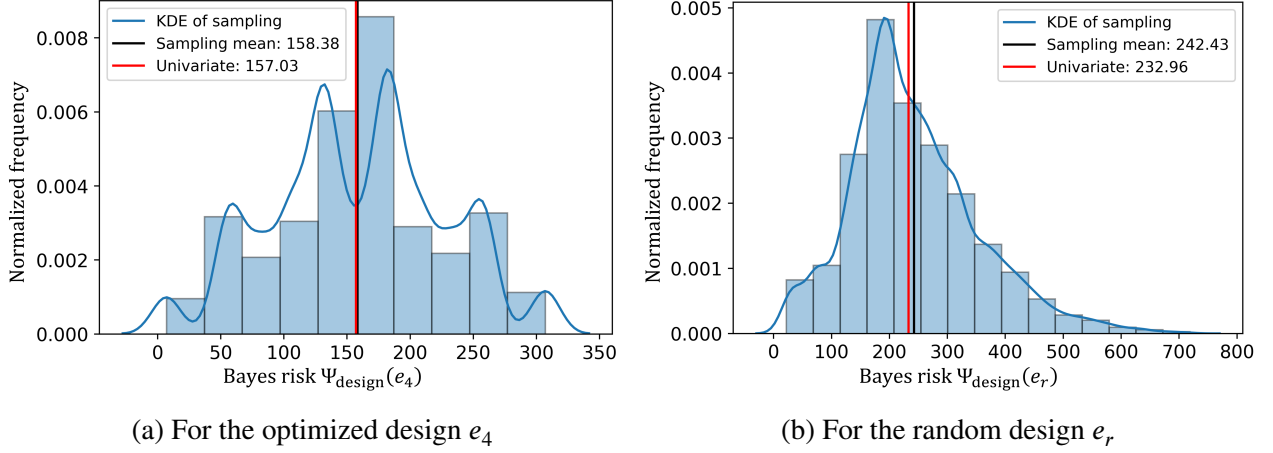 KDE of sampling
Sampling mean: 158.38
Univariate: 157.03
Normalized frequency
0.008
0.006
0.004
0.002
0.000
0 50 100 150 200 250 300 350
Bayes risk Ψdesign(e4)
(a) For the optimized design e4
KDE of sampling
Sampling mean: 242.43
Univariate: 232.96
Normalized frequency
0.005
0.004
0.003
0.002
0.001
0.000
0 100 200 300 400 500 600 700 800
Bayes risk Ψdesign(er)
(b) For the random design er